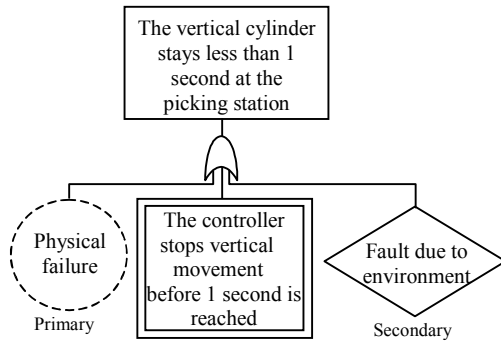 The vertical cylinder
stays less than 1
second at the
picking station
Physical
failure
Primary
The controller
stops vertical
movement
before 1 second is
reached
Fault due to
environment
Secondary